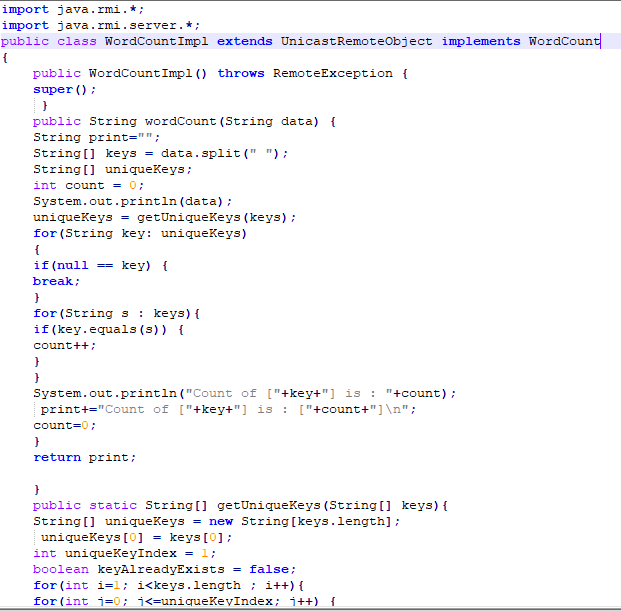 import java.rmi.*;
import java.rmi.server.*;
public class WordCountImpl extends UnicastRemoteObject implements WordCount
{
public WordCountImpl() throws RemoteException {
super();
}
public String wordCount(String data) {
String print="";
String[] keys = data.split(" ");
String[] uniqueKeys;
int count = 0;
System.out.println(data);
uniqueKeys = getUniqueKeys(keys);
for(String key: uniqueKeys)
{
if(null == key) {
break;
}
for(String s : keys){
if(key.equals(s)) {
count++;
}
}
System.out.println("Count of ["+key+"] is : "+count);
print+="Count of ["+key+"] is : ["+count+"]\n";
count=0;
}
return print;
}
public static String[] getUniqueKeys(String[] keys){
String[] uniqueKeys = new String[keys.length];
uniqueKeys[0] = keys[0];
int uniqueKeyIndex = 1;
boolean keyAlreadyExists = false;
for(int i=1; i<keys.length ; i++){
for(int j=0; j<=uniqueKeyIndex; j++) {